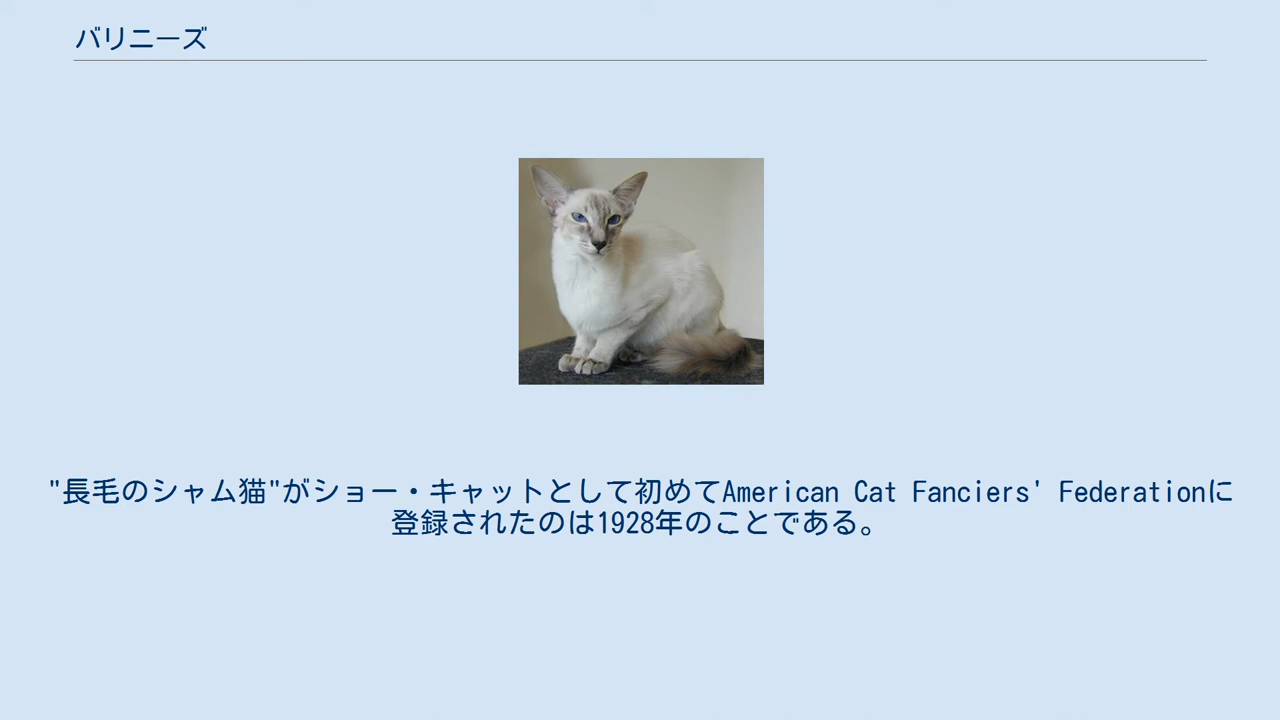 バリニーズ
"長毛のシャム猫"がショー・キャットとして初めてAmerican Cat Fanciers' Federationに
登録されたのは1928年のことである。